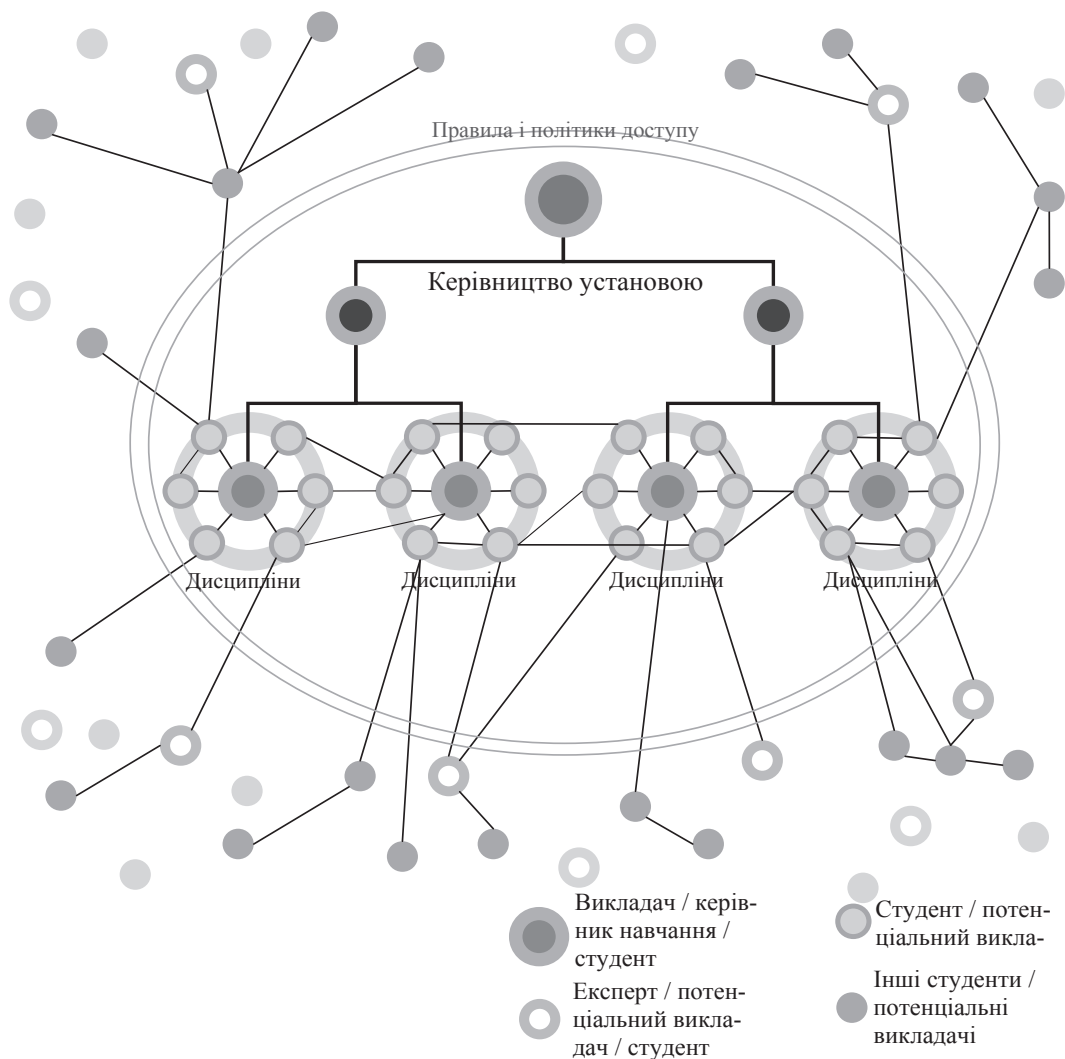 Правила і політики доступу
Керівництво установою
Дисципліни
Дисципліни
Дисципліни
Дисципліни
Викладач / керів-
ник навчання /
студент
Експерт / потен-
ціальний викла-
дач / студент
Студент / потен-
ціальний викла-
Інші студенти /
потенціальні
викладачі